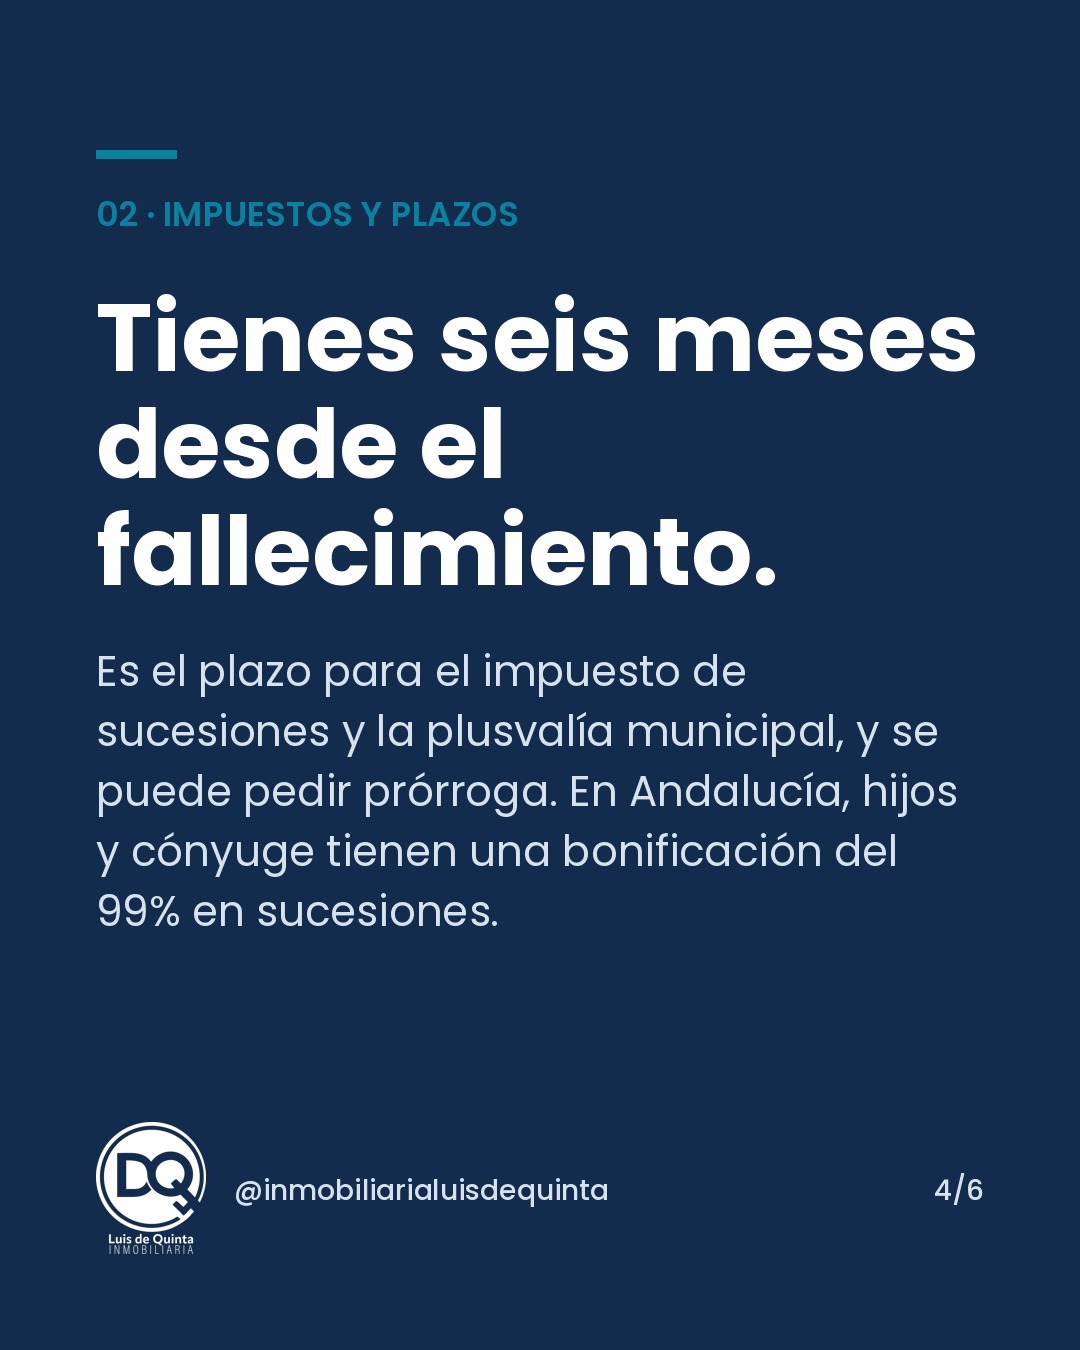 02 · IMPUESTOS Y PLAZOS
Tienes seis meses
desde el
fallecimiento.
Es el plazo para el impuesto de
sucesiones y la plusvalía municipal, y se
puede pedir prórroga. En Andalucía, hijos
y cónyuge tienen una bonificación del
99% en sucesiones.
DQ
Luis de Quinta
INMOBILIARIA
@inmobiliarialuisdequinta
4/6